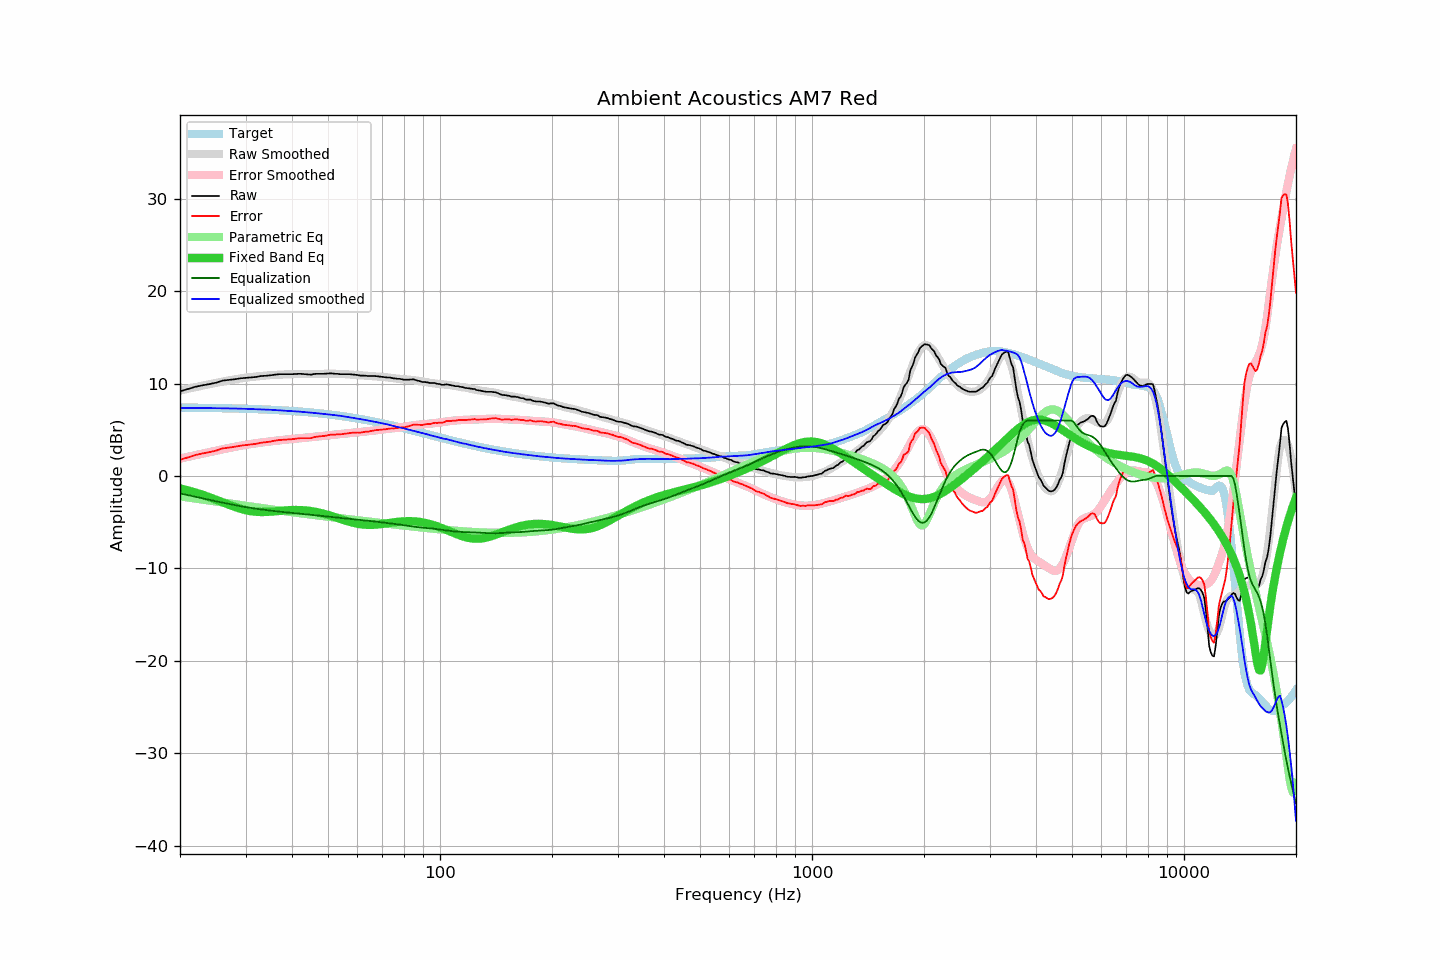 Ambient Acoustics AM7 Red
Target
Raw Smoothed
Error Smoothed
Raw
Error
Parametric Eq
Fixed Band Eq
Equalization
Equalized smoothed
30
20
10
0
−10
−20
−30
−40
Amplitude (dBr)
100
1000
10000
Frequency (Hz)